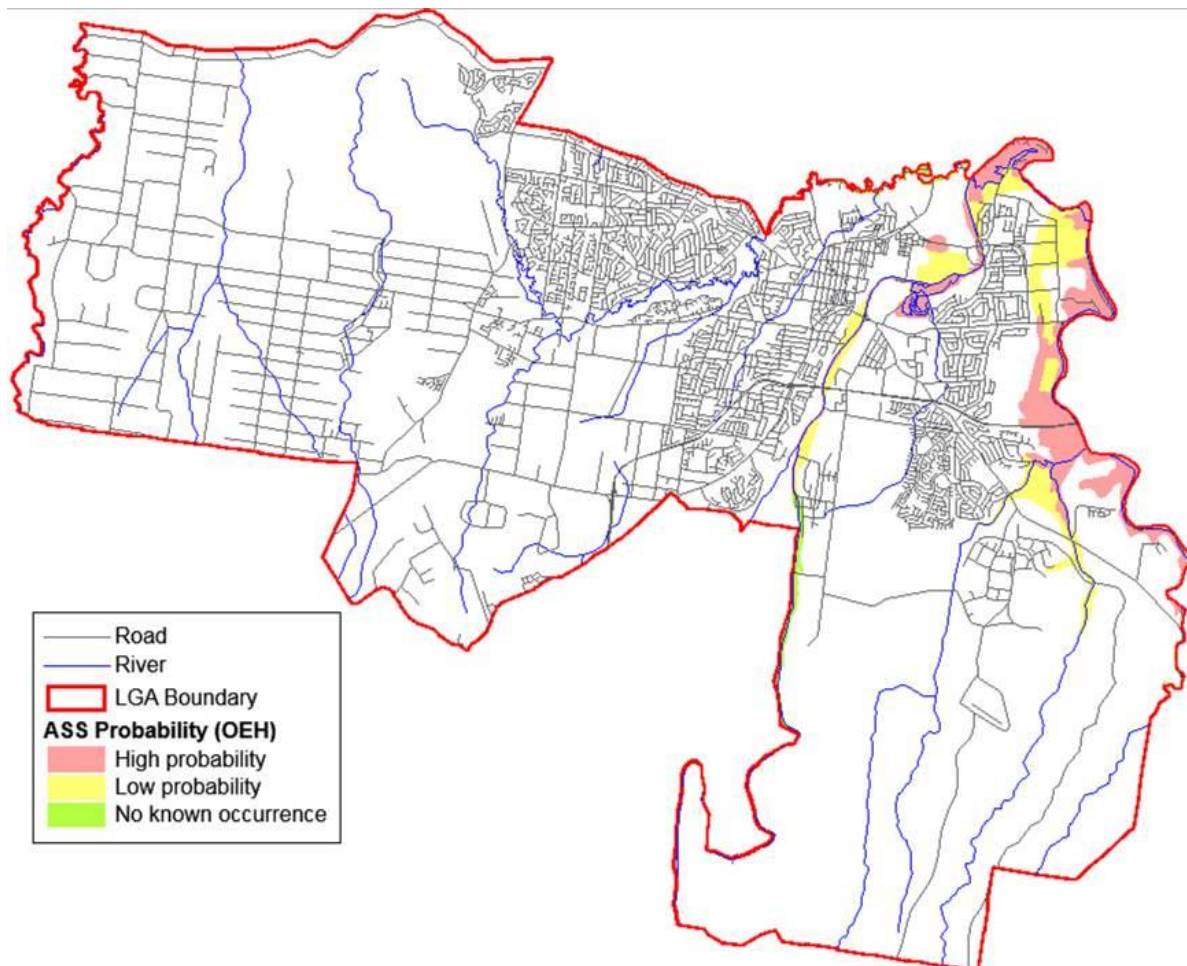 Road
River
LGA Boundary
ASS Probability (OEH)
High probability
Low probability
No known occurrence